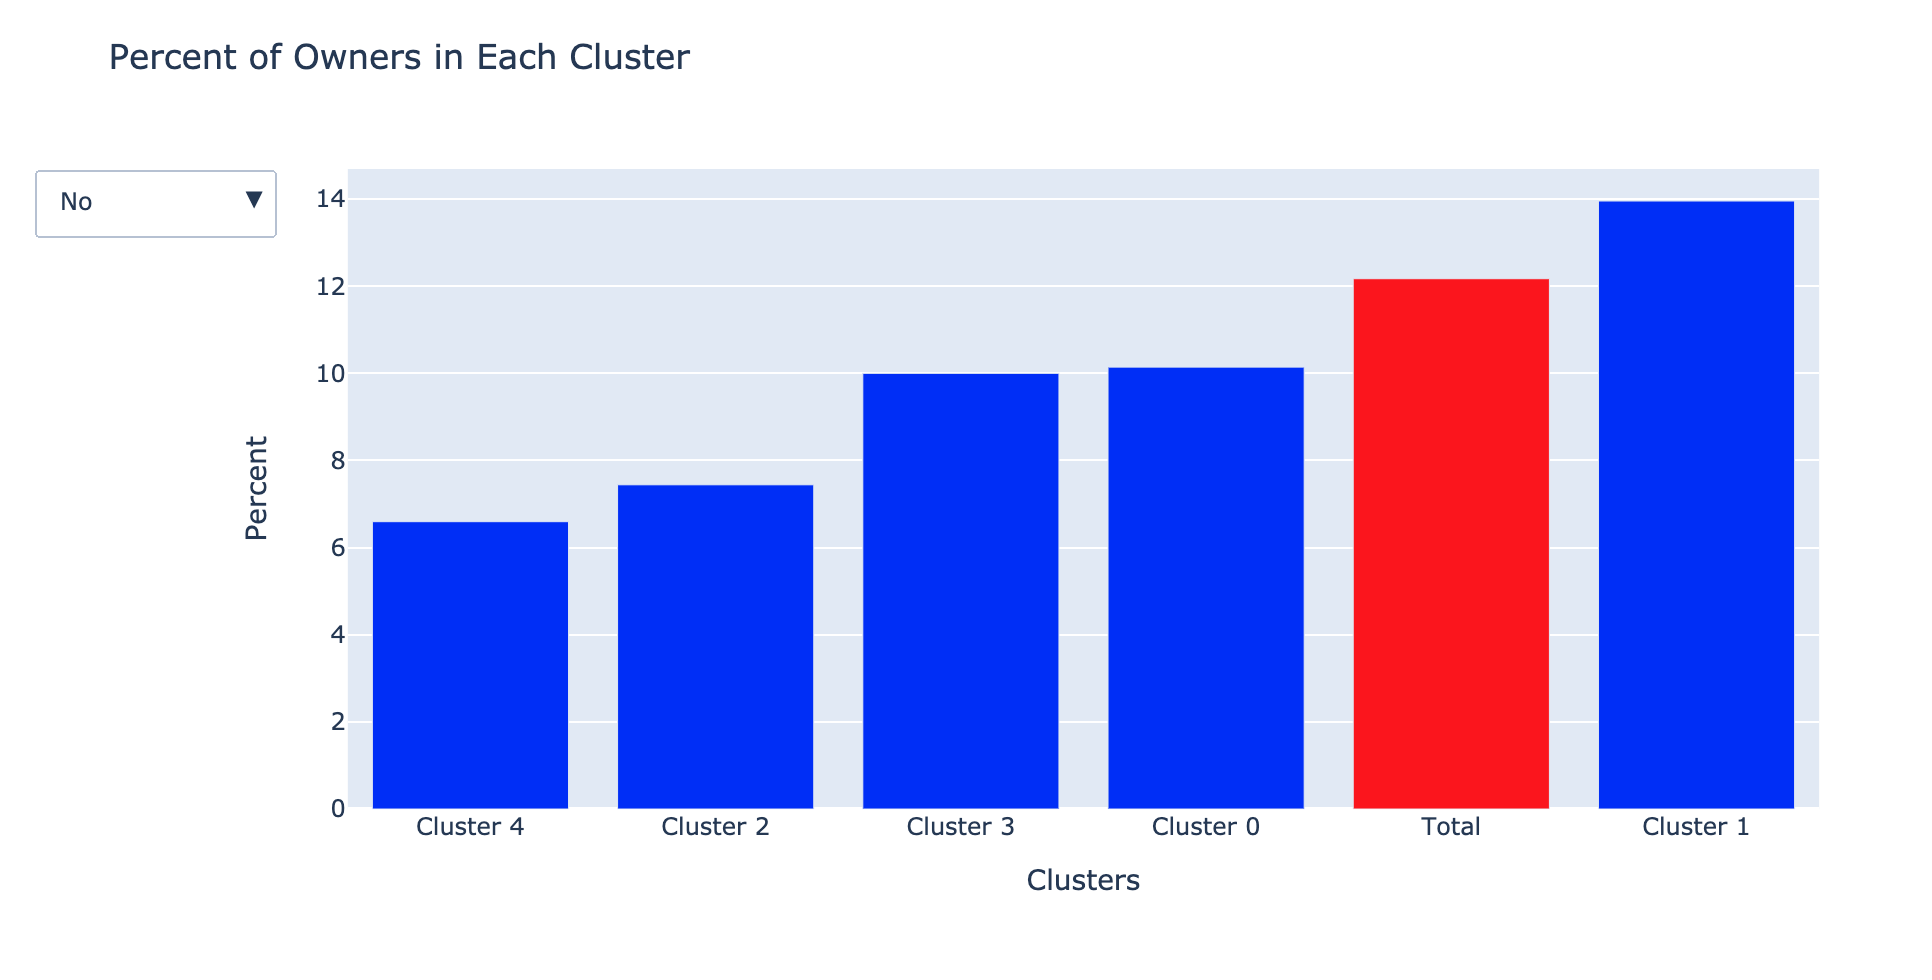 Percent of Owners in Each Cluster
No ▼
14
12
10
8
6
4
2
0
Percent
Cluster 4 Cluster 2 Cluster 3 Cluster 0 Total Cluster 1
Clusters